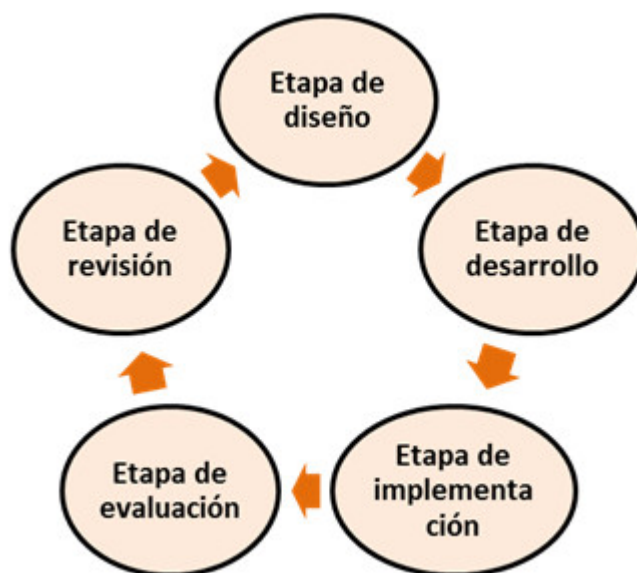 Etapa de
diseño
Etapa de
desarrollo
Etapa de
implementa
ción
Etapa de
evaluación
Etapa de
revisión